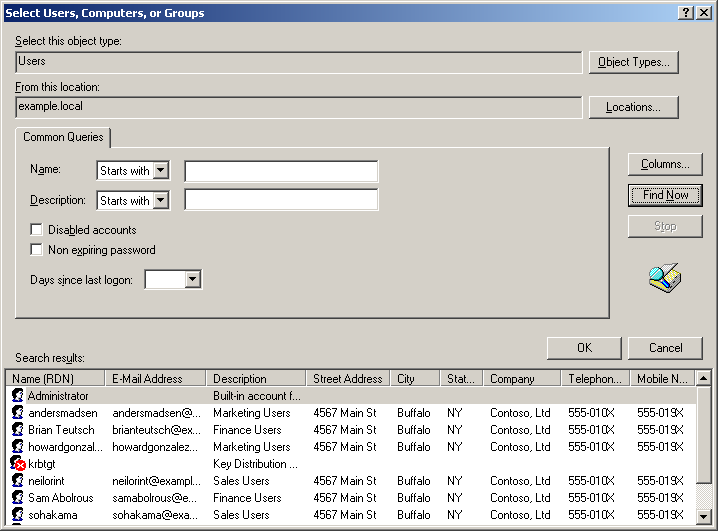 Select Users, Computers, or Groups
Select this object type:
Users
Object Types...
From this location:
example.local
Locations...
Common Queries
Name: Starts with
Columns...
Description: Starts with
Find Now
Disabled accounts
Stop
Non expiring password
Days since last logon:
OK Cancel
Search results:
Name (RDN) E-Mail Address Description Street Address City Stat... Company Telephon... Mobile N...
Administrator Built-in account f...
andersmadsen andersmadsen@... Marketing Users 4567 Main St Buffalo NY Contoso, Ltd 555-010X 555-019X
Brian Teutsch brianteutsch@ex... Finance Users 4567 Main St Buffalo NY Contoso, Ltd 555-010X 555-019X
howardgonzal... howardgonzalez... Marketing Users 4567 Main St Buffalo NY Contoso, Ltd 555-010X 555-019X
krbtgt Key Distribution ...
neilorint neilorint@exampl... Sales Users 4567 Main St Buffalo NY Contoso, Ltd 555-010X 555-019X
Sam Abolrous samabolrous@e... Finance Users 4567 Main St Buffalo NY Contoso, Ltd 555-010X 555-019X
sohakama sohakama@exa... Sales Users 4567 Main St Buffalo NY Contoso, Ltd 555-010X 555-019X